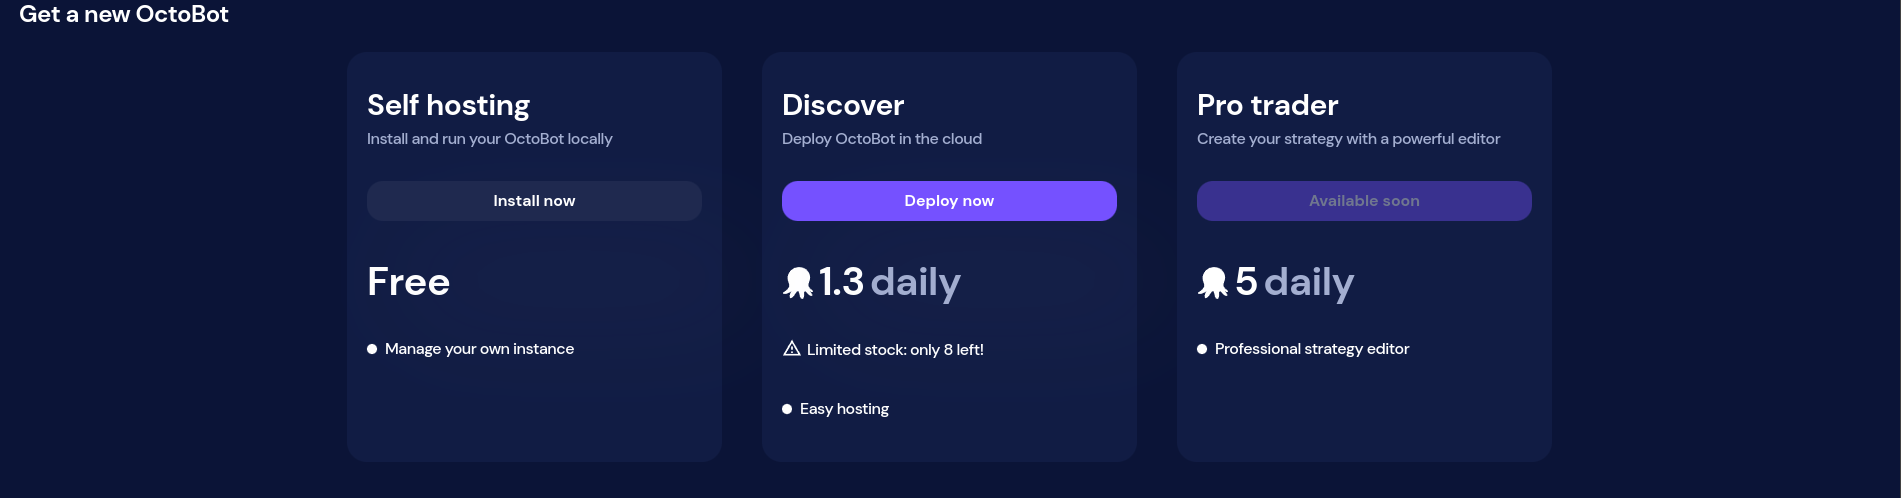 Get a new OctoBot
Self hosting
Install and run your OctoBot locally
Install now
Free
Manage your own instance
Discover
Deploy OctoBot in the cloud
Deploy now
1.3 daily
Limited stock: only 8 left!
Easy hosting
Pro trader
Create your strategy with a powerful editor
Available soon
5 daily
Professional strategy editor